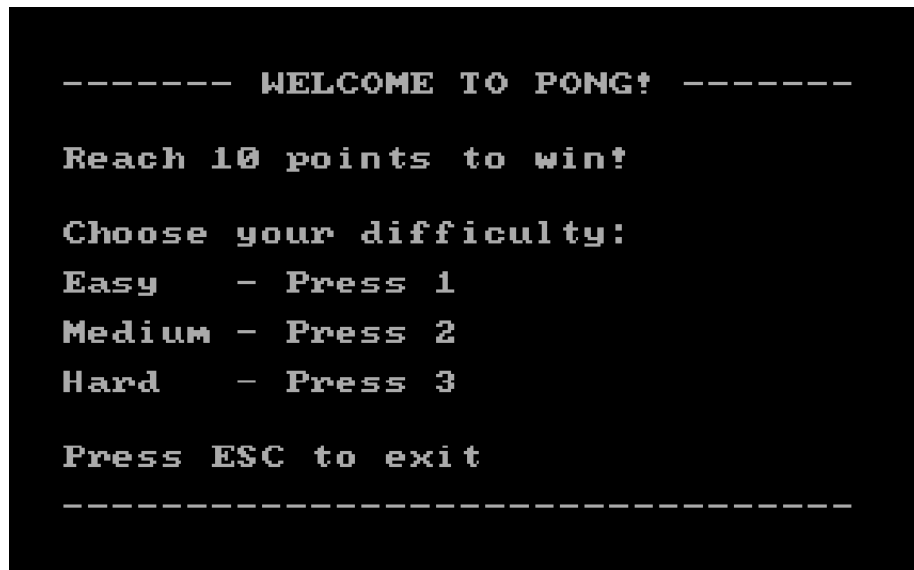 ------- WELCOME TO PONG! -------
Reach 10 points to win!
Choose your difficulty:
Easy   - Press 1
Medium - Press 2
Hard   - Press 3
Press ESC to exit
--------------------------------